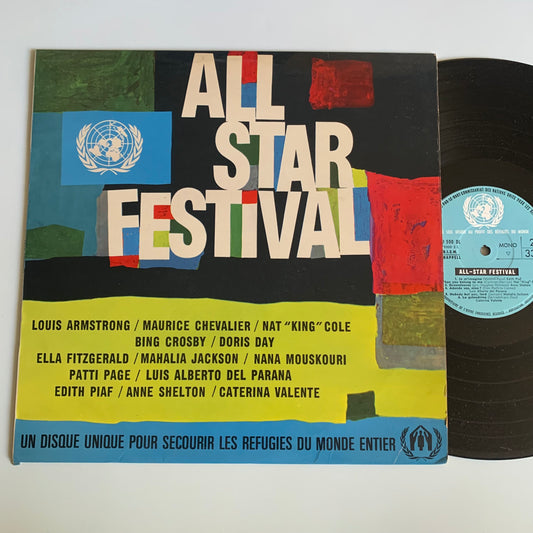 ALL
STAR
FESTIVAL
LOUIS ARMSTRONG / MAURICE CHEVALIER / NAT "KING" COLE
BING CROSBY / DORIS DAY
ELLA FITZGERALD / MAHALIA JACKSON / NANA MOUSKOURI
PATTI PAGE / LUIS ALBERTO DEL PARANA
EDITH PIAF / ANNE SHELTON / CATERINA VALENTE
UN DISQUE UNIQUE POUR SECOURIR LES REFUGIES DU MONDE ENTIER
MONO
ALL-STAR FESTIVAL
Caterina Valente